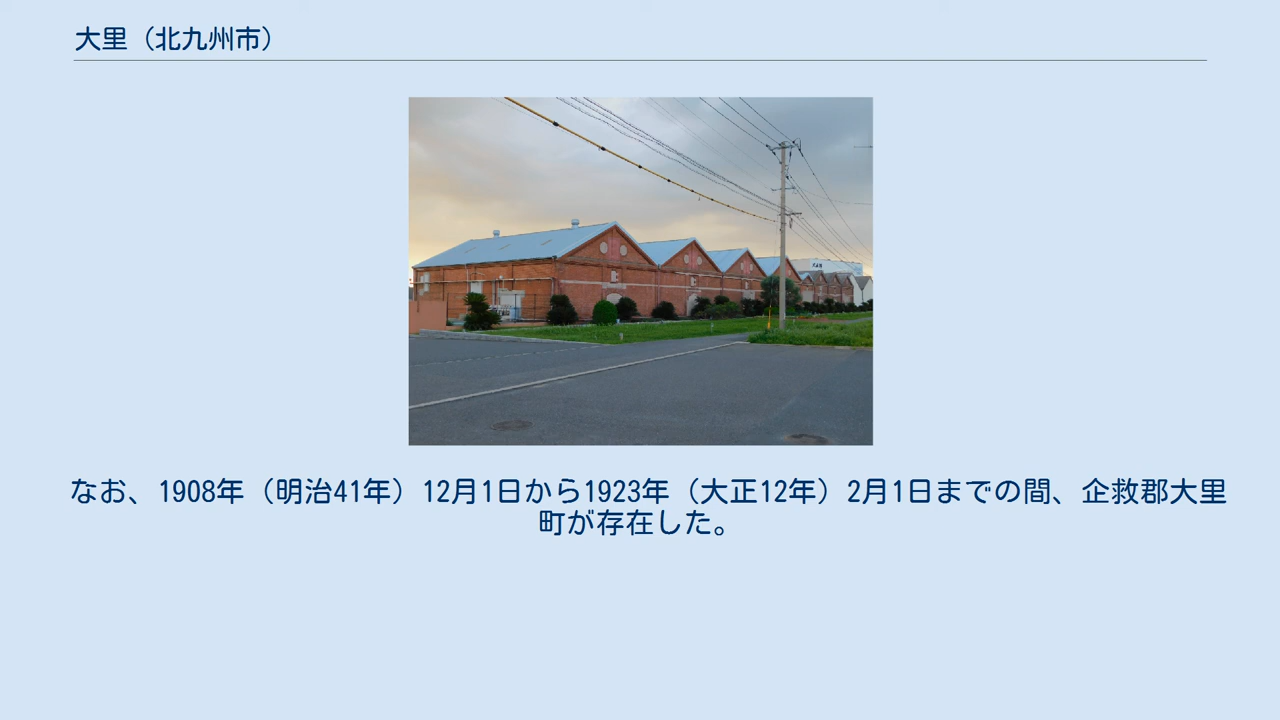 大里（北九州市）
なお、1908年（明治41年）12月1日から1923年（大正12年）2月1日までの間、企救郡大里
町が存在した。